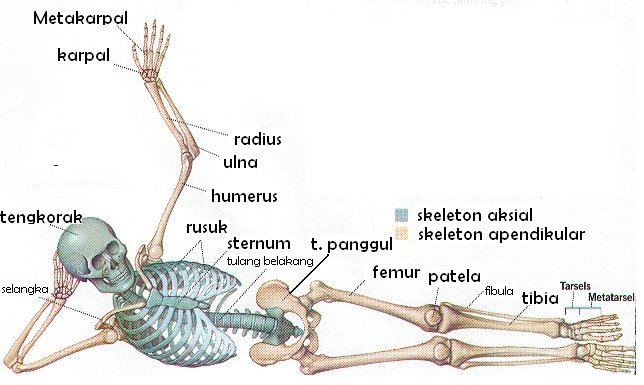 Metakarpal
karpal
radius
ulna
humerus
tengkorak
rusuk
sternum
tulang belakang
t. panggul
skeleton aksial
skeleton apendikular
selangka
femur
patela
fibula
tibia
Tarsels
Metatarsel